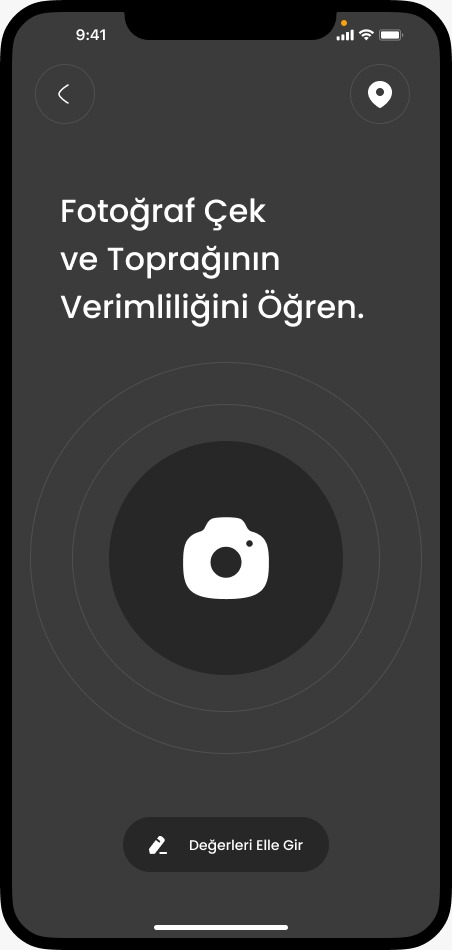 9:41
Fotoğraf Çek
ve Toprağının
Verimliliğini Öğren.
Değerleri Elle Gir